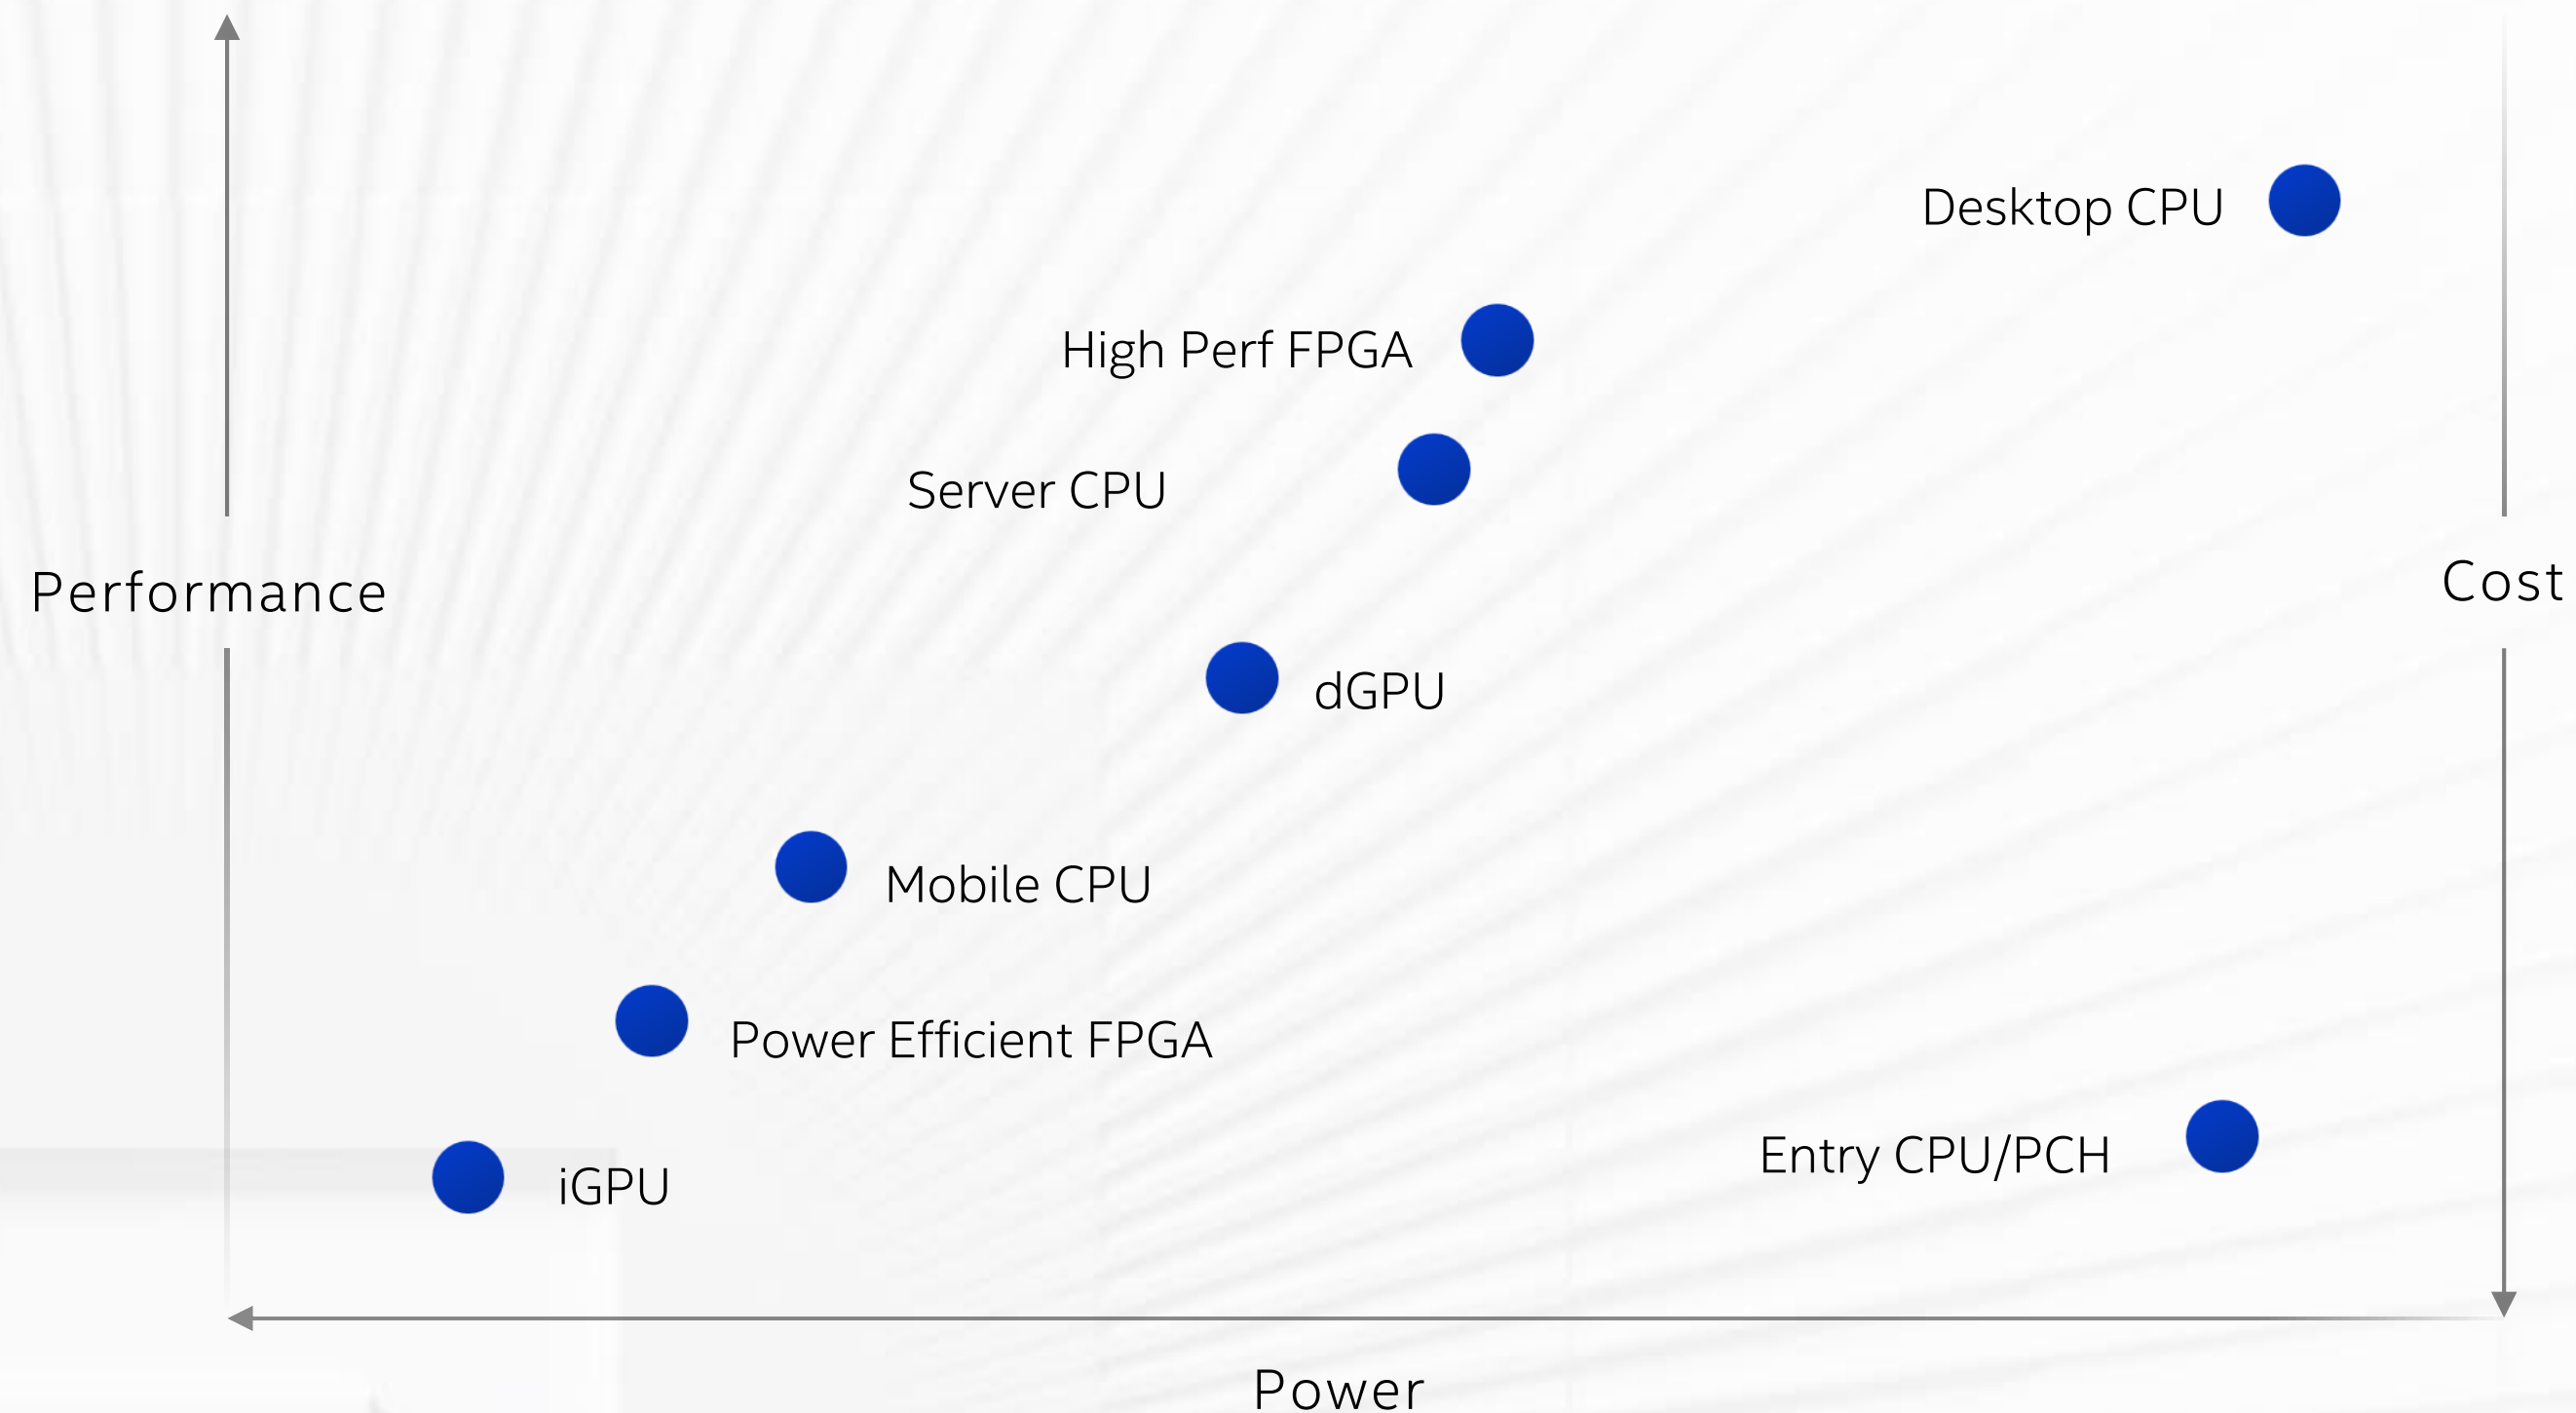 Desktop CPU
High Perf FPGA
Server CPU
Performance
Cost
dGPU
Mobile CPU
Power Efficient FPGA
Entry CPU/PCH
iGPU
Power